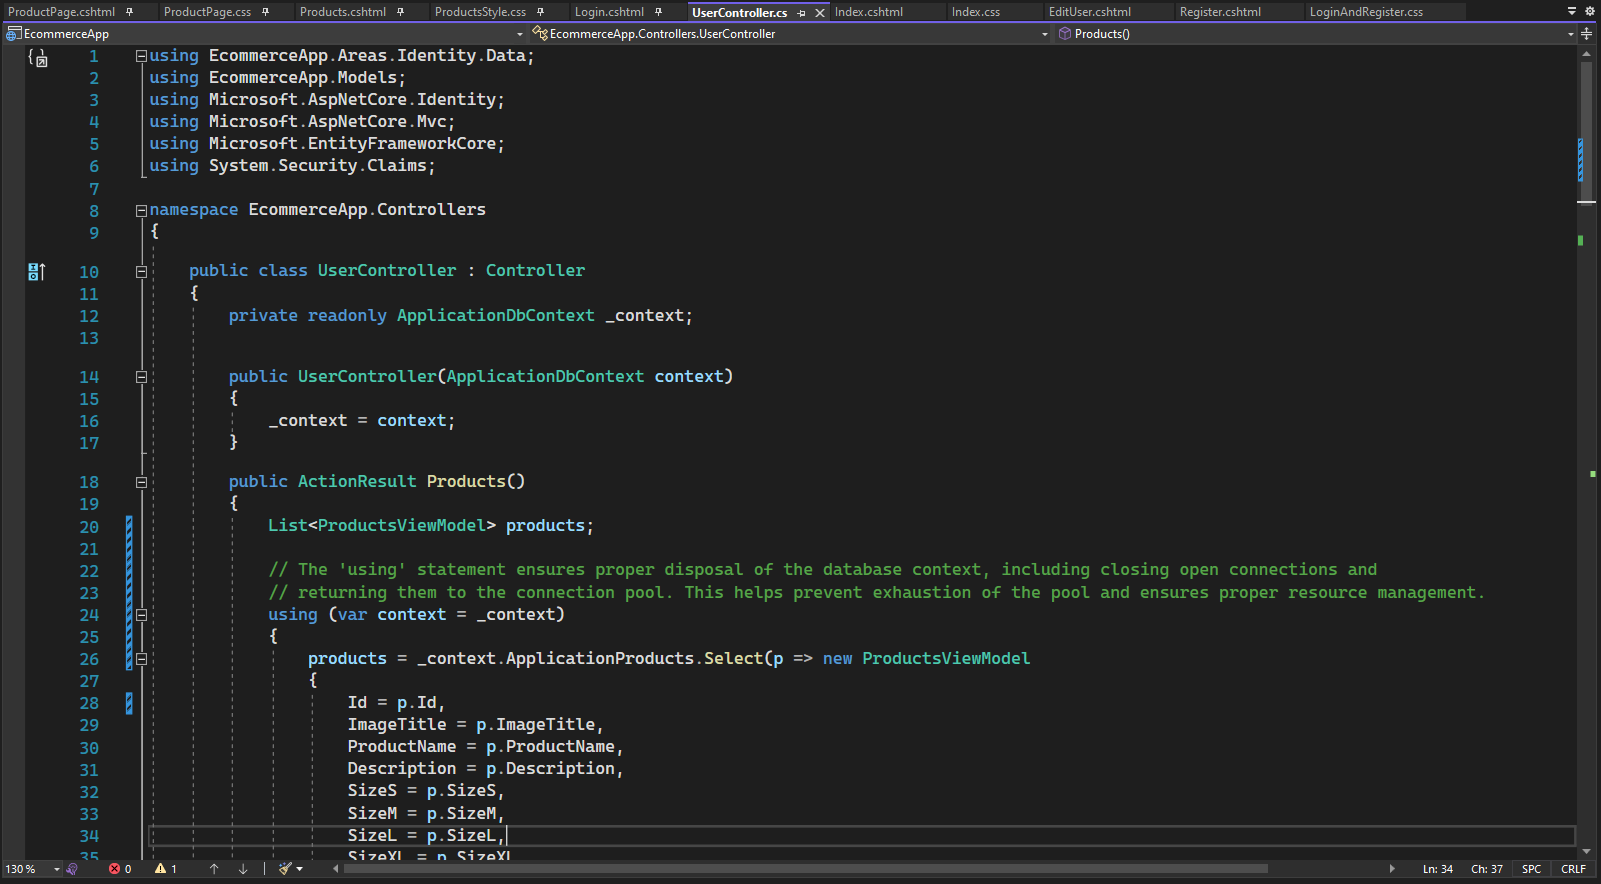 ProductPage.cshtml ProductPage.css Products.cshtml ProductsStyle.css Login.cshtml UserController.cs Index.cshtml Index.css EditUser.cshtml Register.cshtml LoginAndRegister.css
EcommerceApp EcommerceApp.Controllers.UserController Products()
1 using EcommerceApp.Areas.Identity.Data;
2 using EcommerceApp.Models;
3 using Microsoft.AspNetCore.Identity;
4 using Microsoft.AspNetCore.Mvc;
5 using Microsoft.EntityFrameworkCore;
6 using System.Security.Claims;
7
8 namespace EcommerceApp.Controllers
9 {
10 public class UserController : Controller
11 {
12 private readonly ApplicationDbContext _context;
13
14 public UserController(ApplicationDbContext context)
15 {
16 _context = context;
17 }
18 public ActionResult Products()
19 {
20 List<ProductsViewModel> products;
21
22 // The 'using' statement ensures proper disposal of the database context, including closing open connections and
23 // returning them to the connection pool. This helps prevent exhaustion of the pool and ensures proper resource management.
24 using (var context = _context)
25 {
26 products = _context.ApplicationProducts.Select(p => new ProductsViewModel
27 {
28 Id = p.Id,
29 ImageTitle = p.ImageTitle,
30 ProductName = p.ProductName,
31 Description = p.Description,
32 SizeS = p.SizeS,
33 SizeM = p.SizeM,
34 SizeL = p.SizeL,
35 SizeXL = p.SizeXL
130 % 0 1 Ln: 34 Ch: 37 SPC CRLF